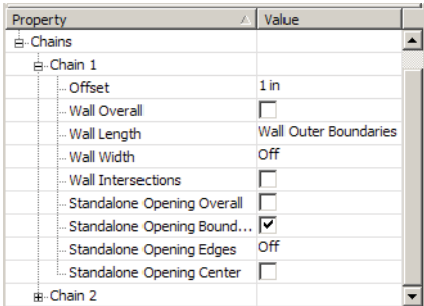 Property Value
Chains
Chain 1
Offset 1 in
Wall Overall
Wall Length Wall Outer Boundaries
Wall Width Off
Wall Intersections
Standalone Opening Overall
Standalone Opening Bound...
Standalone Opening Edges Off
Standalone Opening Center
Chain 2